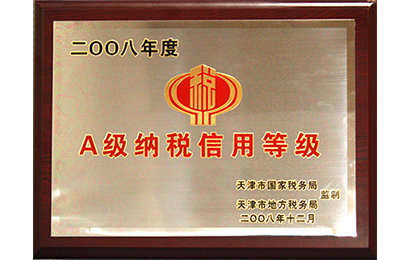 二〇〇八年度
税
A级纳税信用等级
天津市国家税务局
监制
天津市地方税务局
二〇〇八年十二月